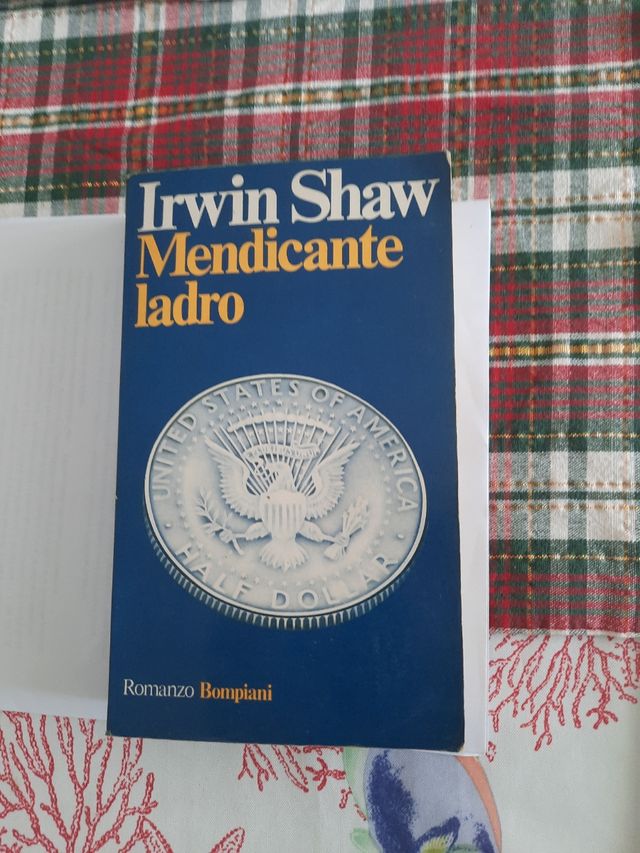 Irwin Shaw
Mendicante
ladro
UNITED STATES OF AMERICA
HALF DOLLAR
Romanzo Bompiani